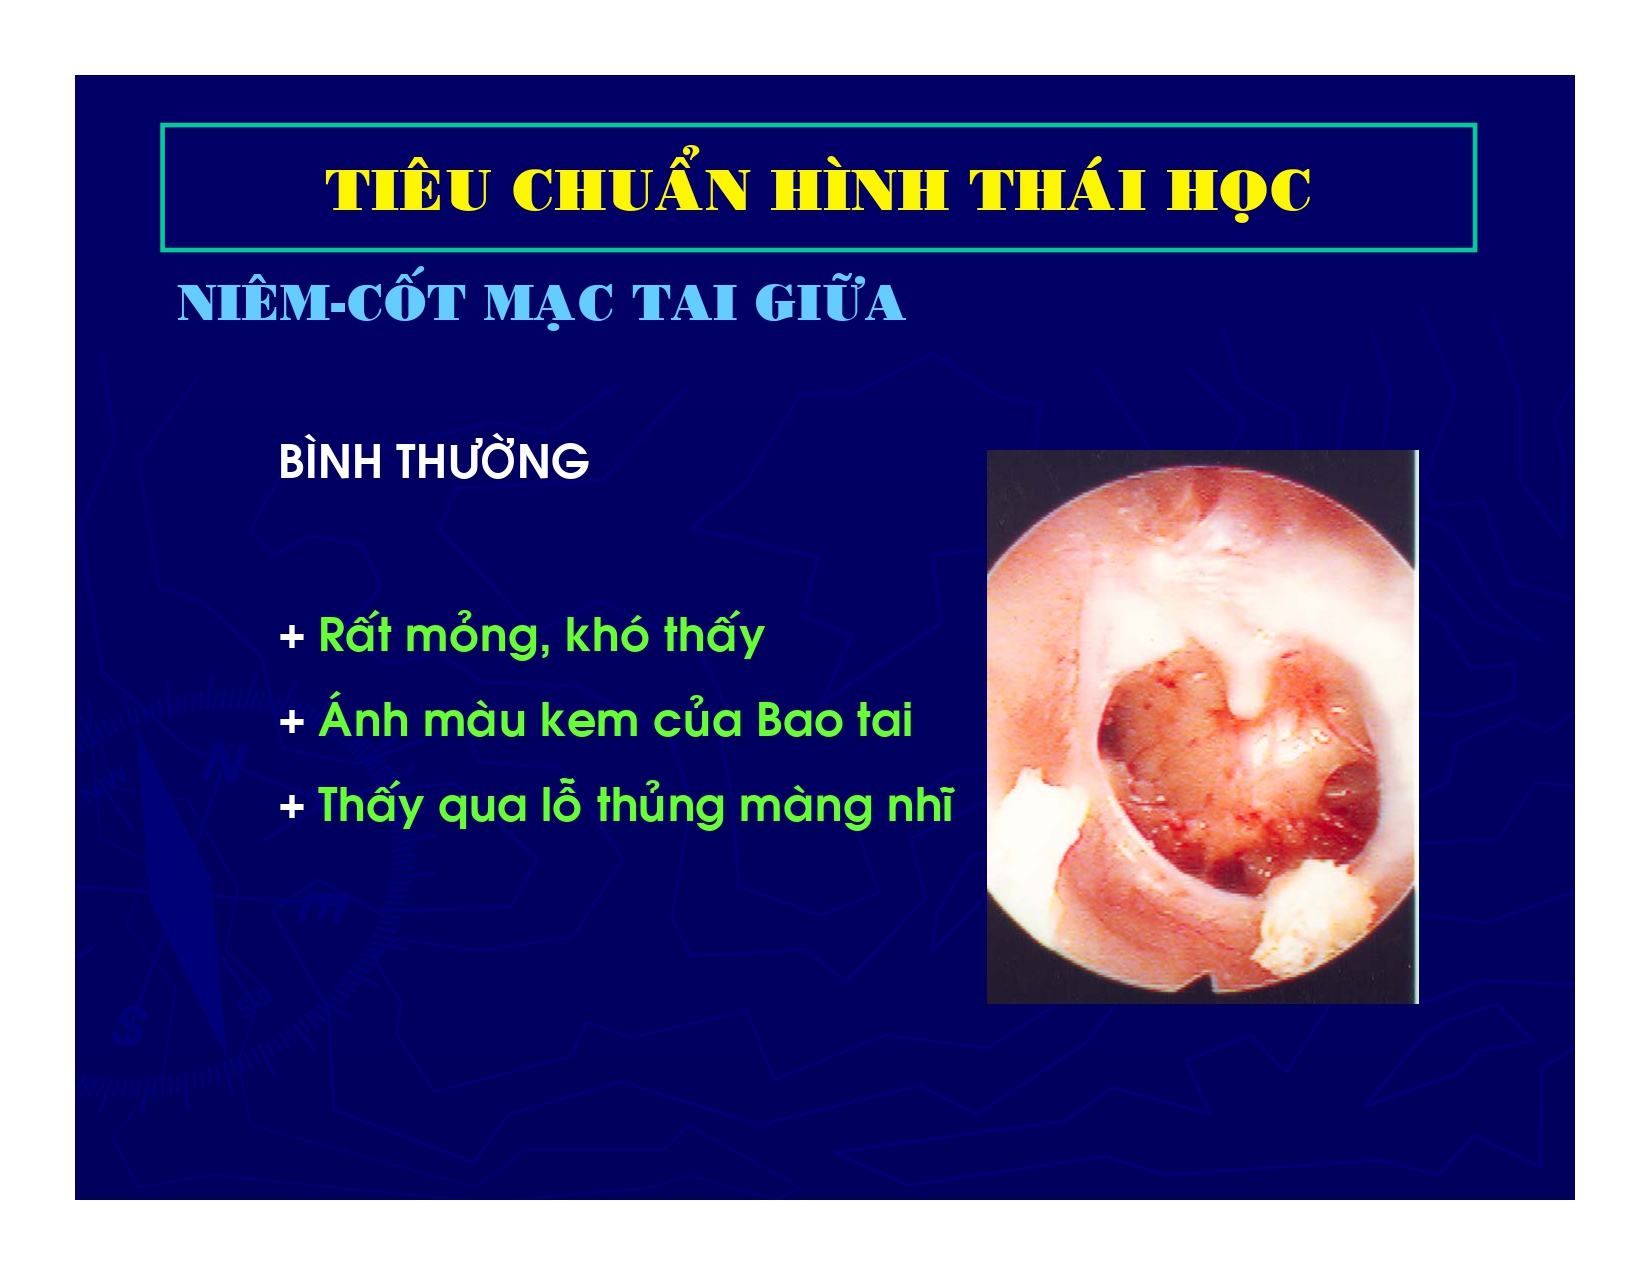 TIÊU CHUẨN HÌNH THÁI HỌC
NIÊM-CỐT MẠC TAI GIỮA
BÌNH THƯỜNG
+ Rất mỏng, khó thấy
+ Ánh màu kem của Bao tai
+ Thấy qua lỗ thủng màng nhĩ
N
S